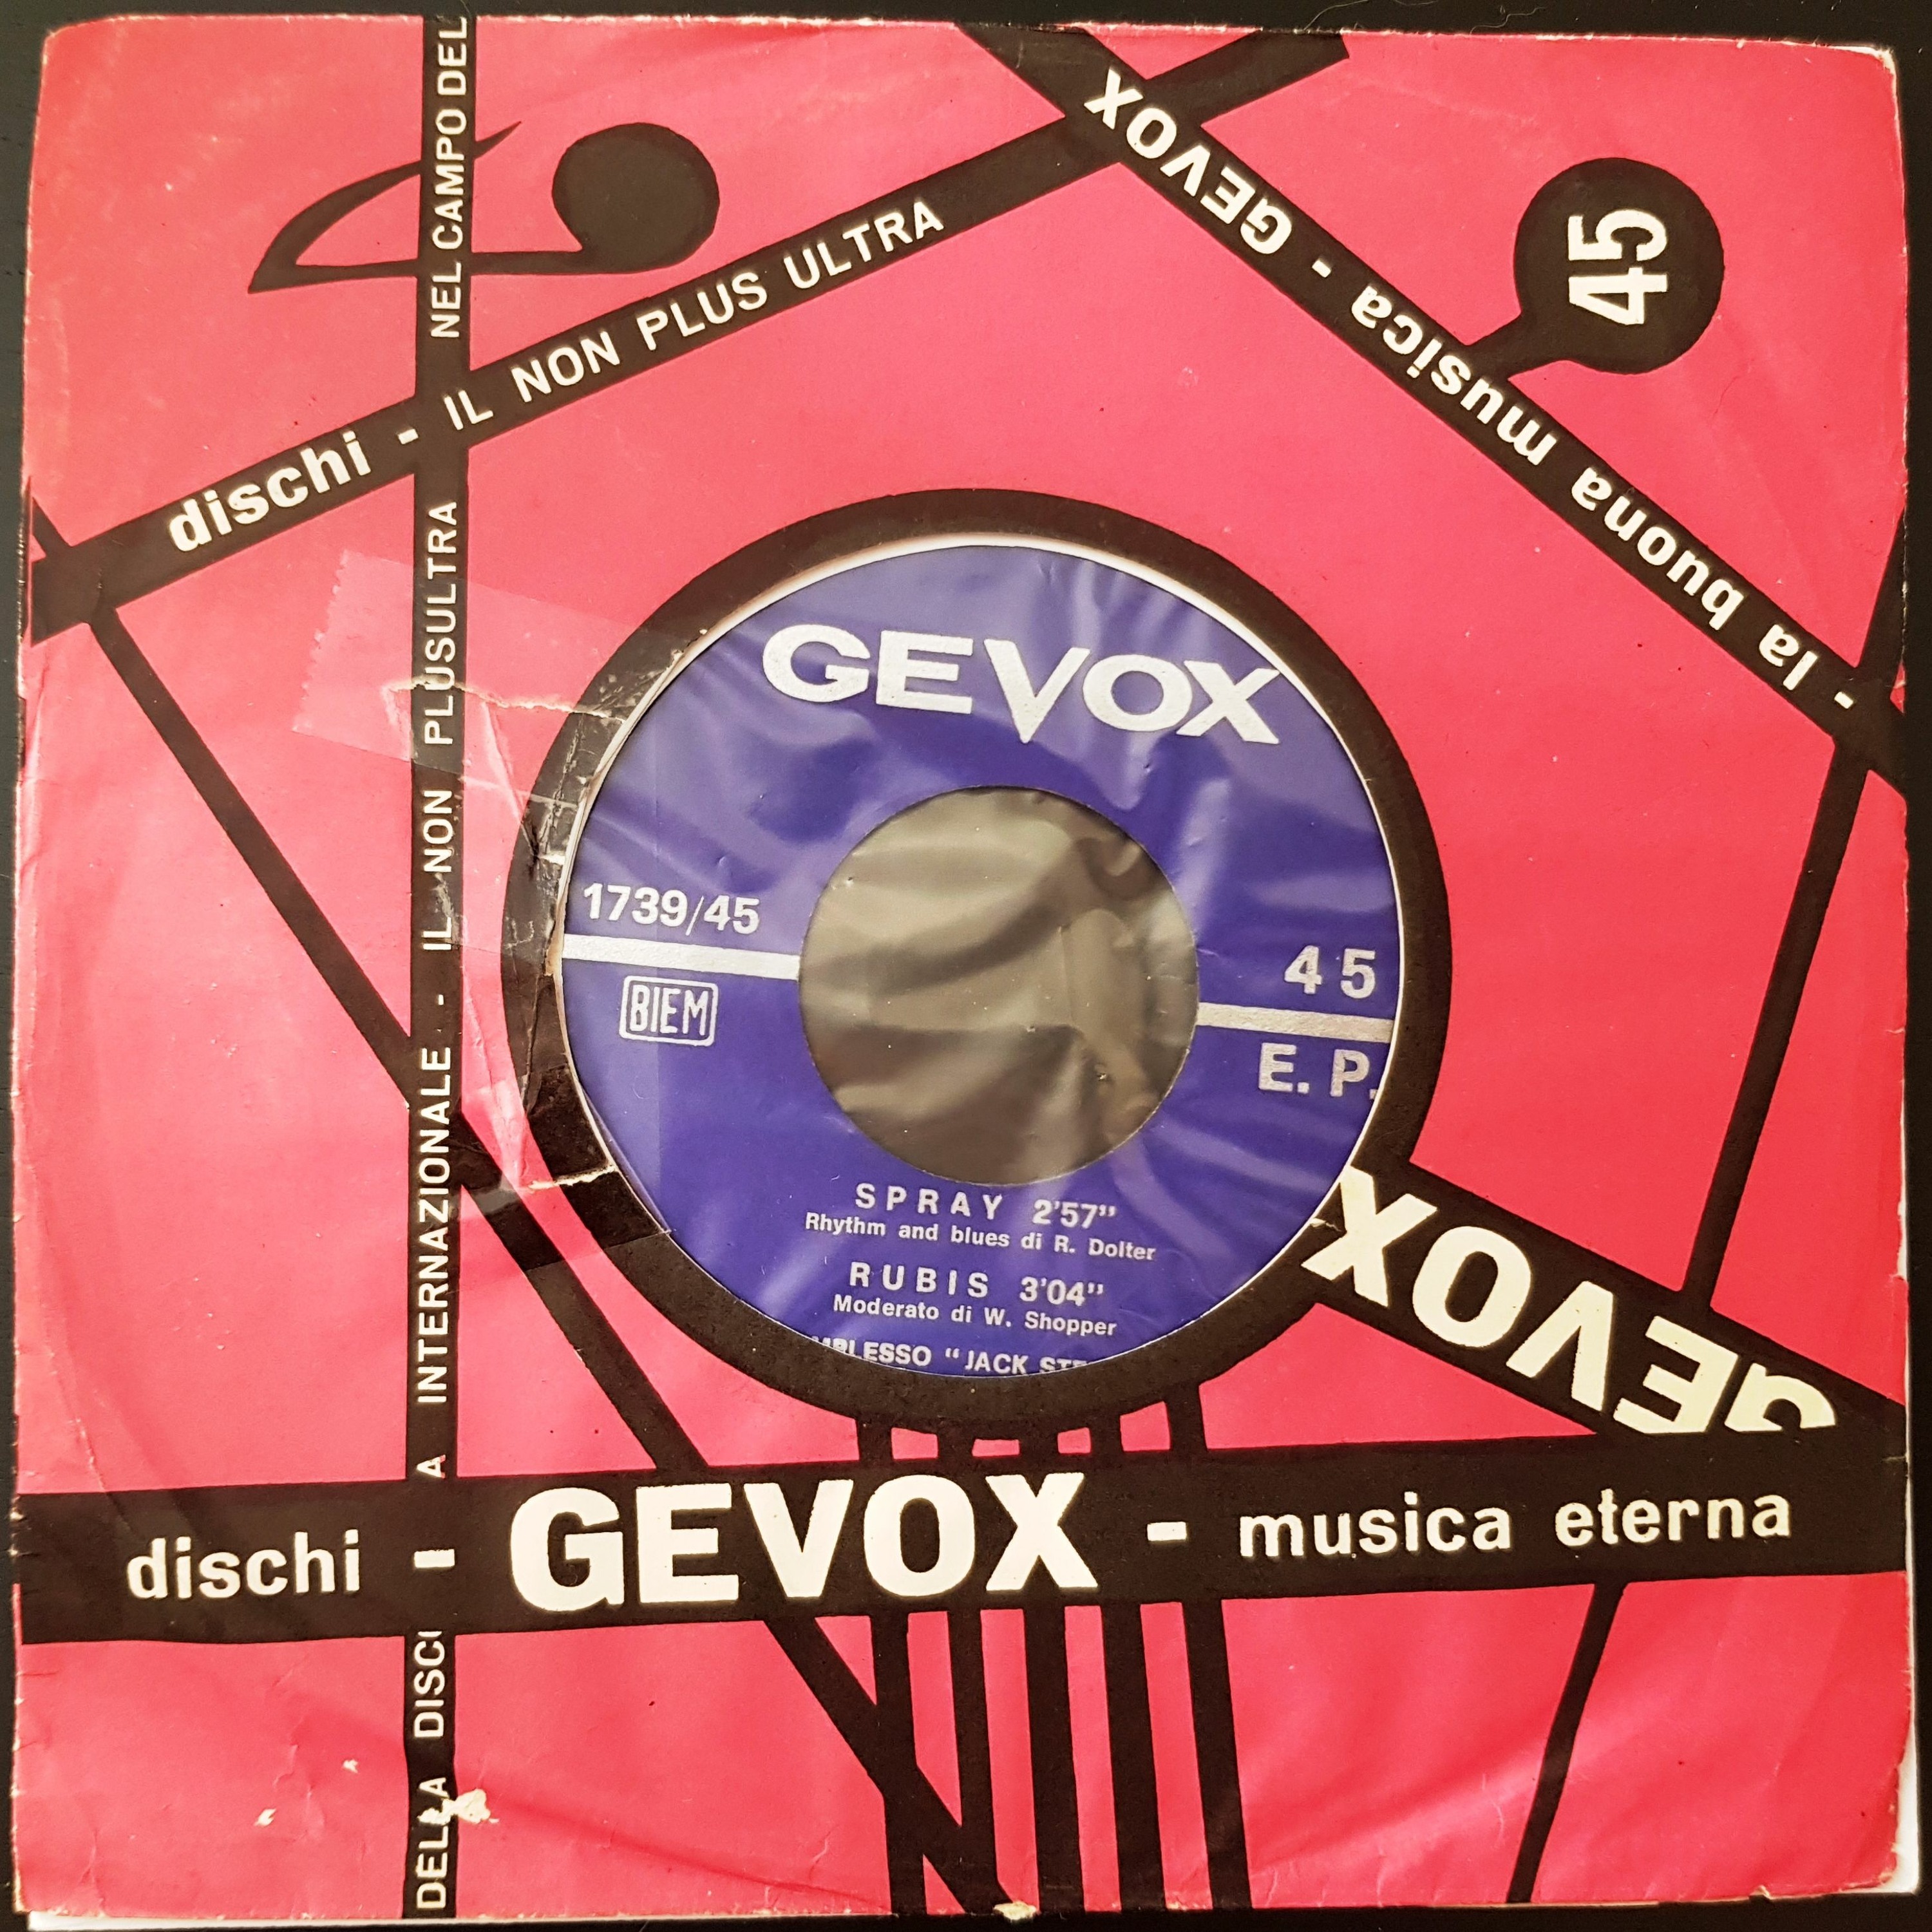 NEL CAMPO DEL
dischi - IL NON PLUS ULTRA
GEVOX - la buona musica -
45
DELLA DISCO A INTERNAZIONALE - IL NON PLUSULTRA
GEVOX
1739/45
BIEM
45
E. P.
SPRAY 2'57"
Rhythm and blues di R. Dolter
RUBIS 3'04"
Moderato di W. Shopper
"JACK
GEVOX
dischi - GEVOX - musica eterna